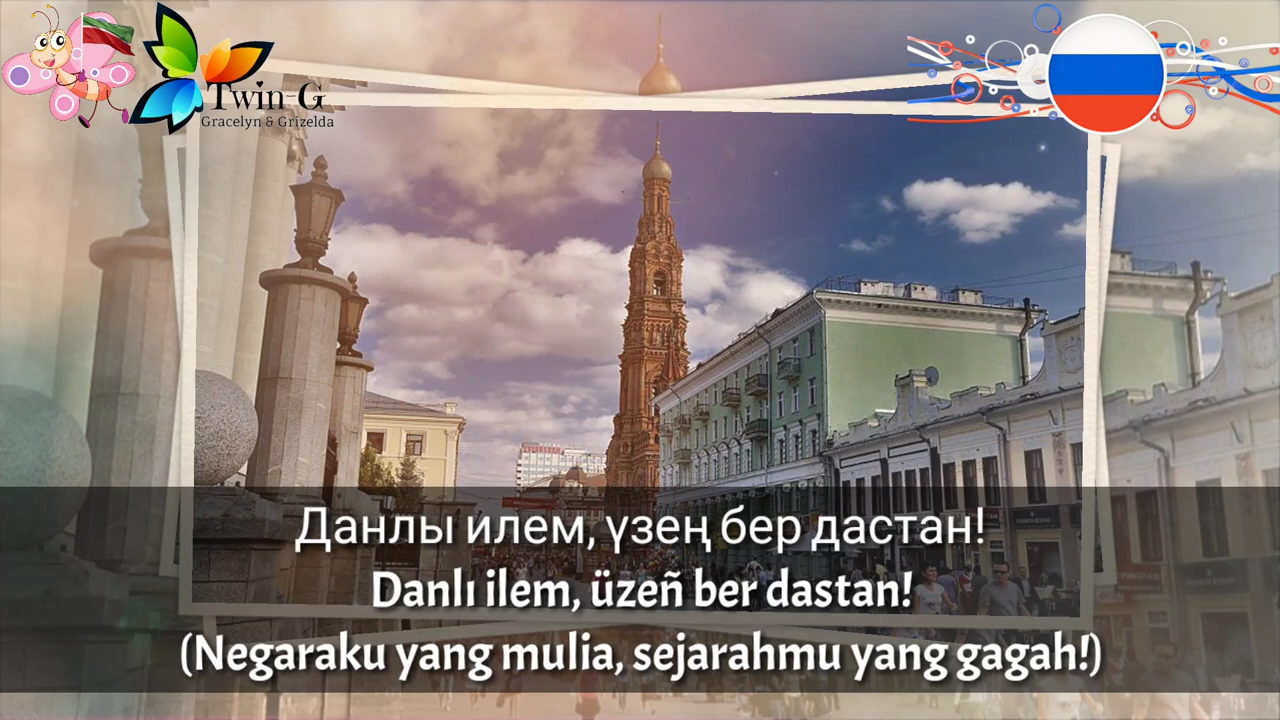 Twin-G
Gracelyn & Grizelda
Данлы илем, үзең бер дастан!
Danlı ilem, üzeñ ber dastan!
(Negaraku yang mulia, sejarahmu yang gagah!)